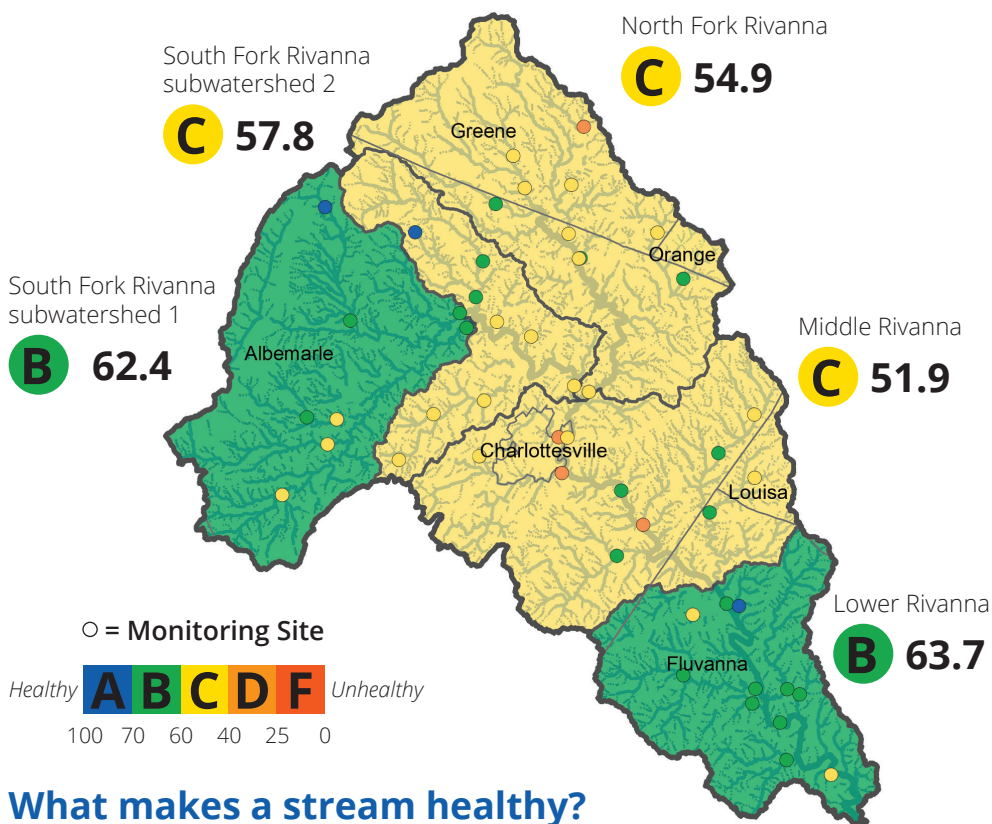 North Fork Rivanna
C 54.9
South Fork Rivanna
subwatershed 2
C 57.8
Greene
Orange
South Fork Rivanna
subwatershed 1
B 62.4
Albemarle
Middle Rivanna
C 51.9
Charlottesville
Louisa
Lower Rivanna
B 63.7
Fluvanna
= Monitoring Site
Healthy A B C D F Unhealthy
100 70 60 40 25 0
What makes a stream healthy?